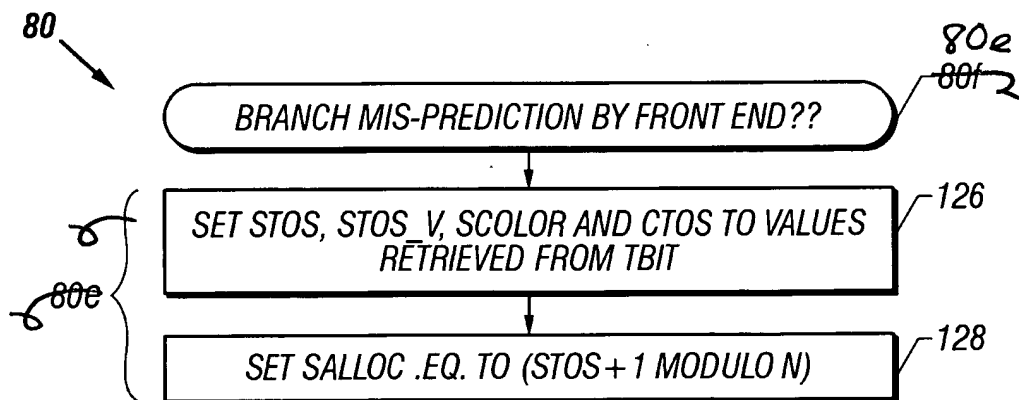 80
80e
80f
BRANCH MIS-PREDICTION BY FRONT END??
126
SET STOS, STOS_V, SCOLOR AND CTOS TO VALUES
RETRIEVED FROM TBIT
80e
128
SET SALLOC .EQ. TO (STOS+1 MODULO N)